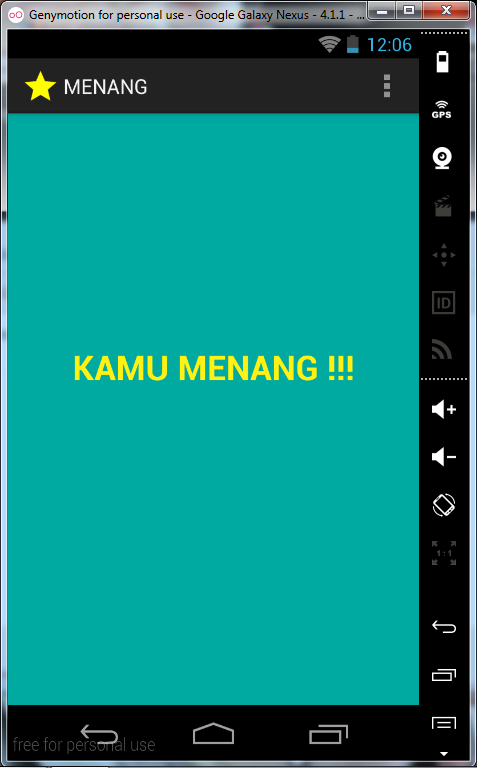 Genymotion for personal use - Google Galaxy Nexus - 4.1.1 - ...
12:06
MENANG
GPS
ID
KAMU MENANG !!!
1:1
free for personal use